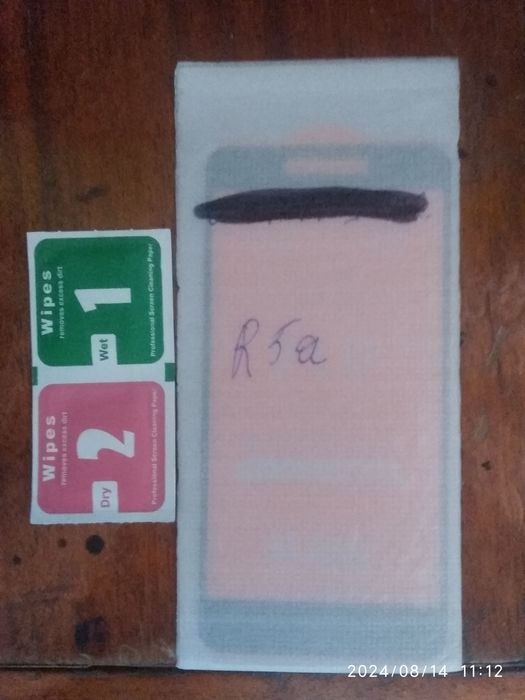 Wipes
removes excess dirt
1
Wet
Professional Screen Cleaning Paper
Wipes
removes excess dirt
2
Dry
Professional Screen Cleaning Paper
R 5a
2024/08/14 11:12